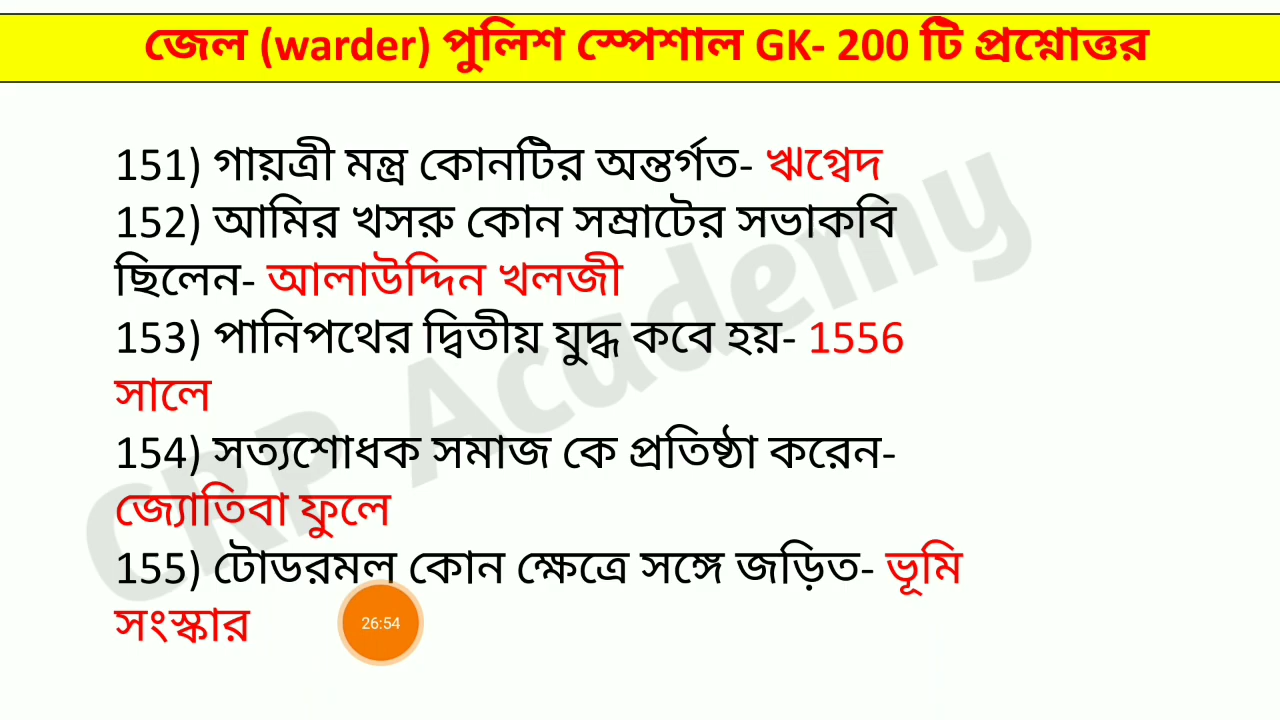 জেল (warder) পুলিশ স্পেশাল GK- 200 টি প্রশ্নোত্তর
151) গায়ত্রী মন্ত্র কোনটির অন্তর্গত- ঋগ্বেদ
152) আমির খসরু কোন সম্রাটের সভাকবি
ছিলেন- আলাউদ্দিন খলজী
153) পানিপথের দ্বিতীয় যুদ্ধ কবে হয়- 1556
সালে
154) সত্যশোধক সমাজ কে প্রতিষ্ঠা করেন-
জ্যোতিবা ফুলে
155) টোডরমল কোন ক্ষেত্রে সঙ্গে জড়িত- ভূমি
সংস্কার
26:54
CRP Academy